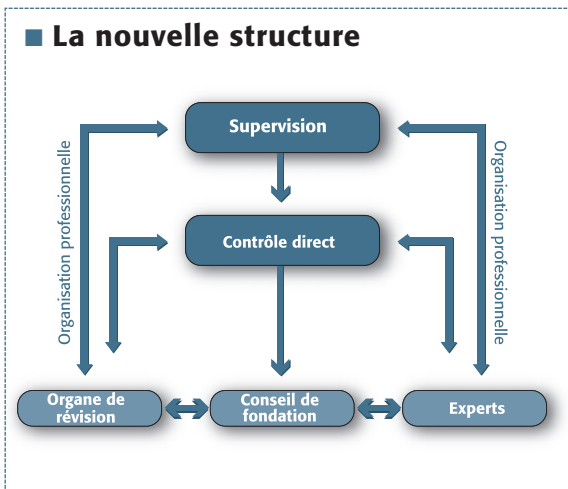 La nouvelle structure
Supervision
Organisation professionnelle
Organisation professionnelle
Contrôle direct
Organe de
révision
Conseil de
fondation
Experts